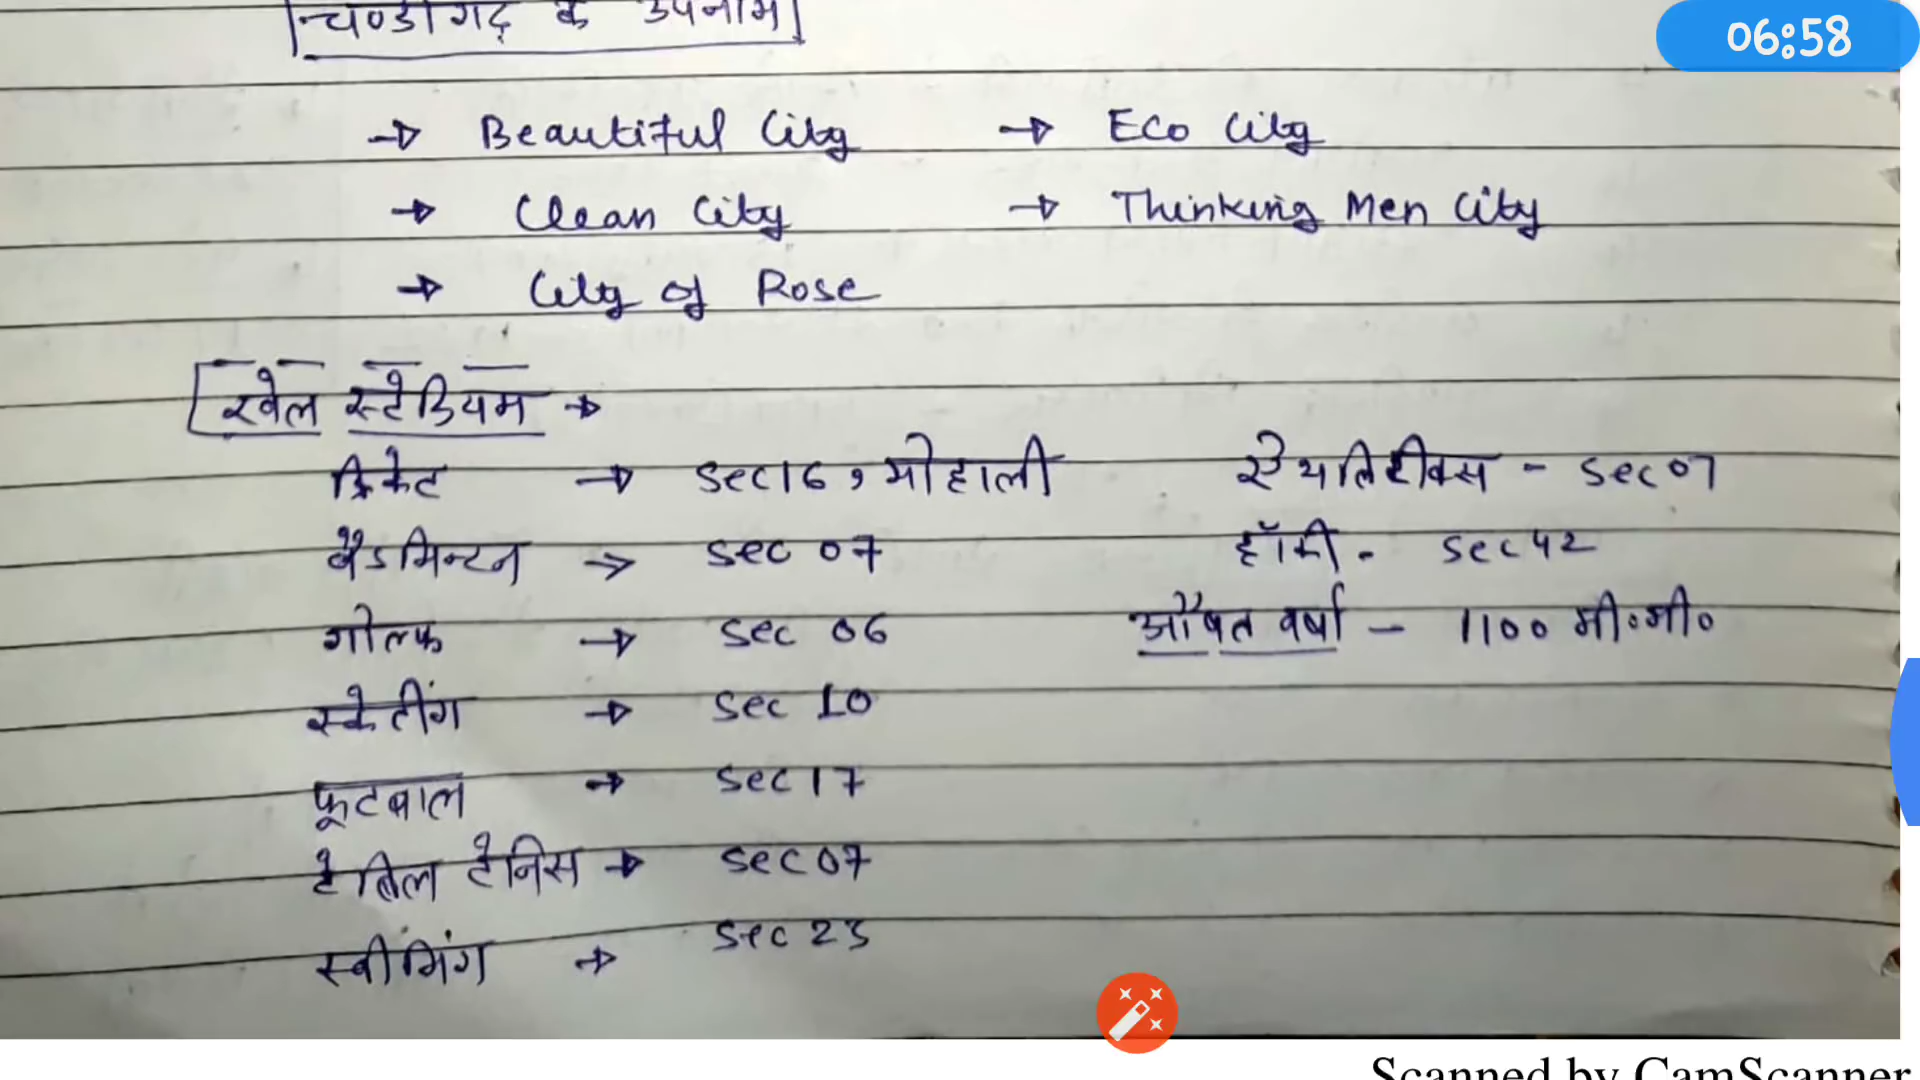 चण्डीगढ़ के उपनाम
06:58
→ Beautiful City → Eco City
→ Clean City → Thinking Men City
→ City of Rose
खेल स्टेडियम →
क्रिकेट → Sec 16, मोहाली ऐथलिटीक्स - Sec 07
बैडमिन्टन → Sec 07 हॉकी - Sec 42
गोल्फ → Sec 06 औषत वर्षा - 1100 मी॰मी॰
स्केटींग → Sec 10
फूटबाल → Sec 17
टेबिल टेनिस → Sec 07
स्वीमिंग → Sec 23
Scanned by CamScanner